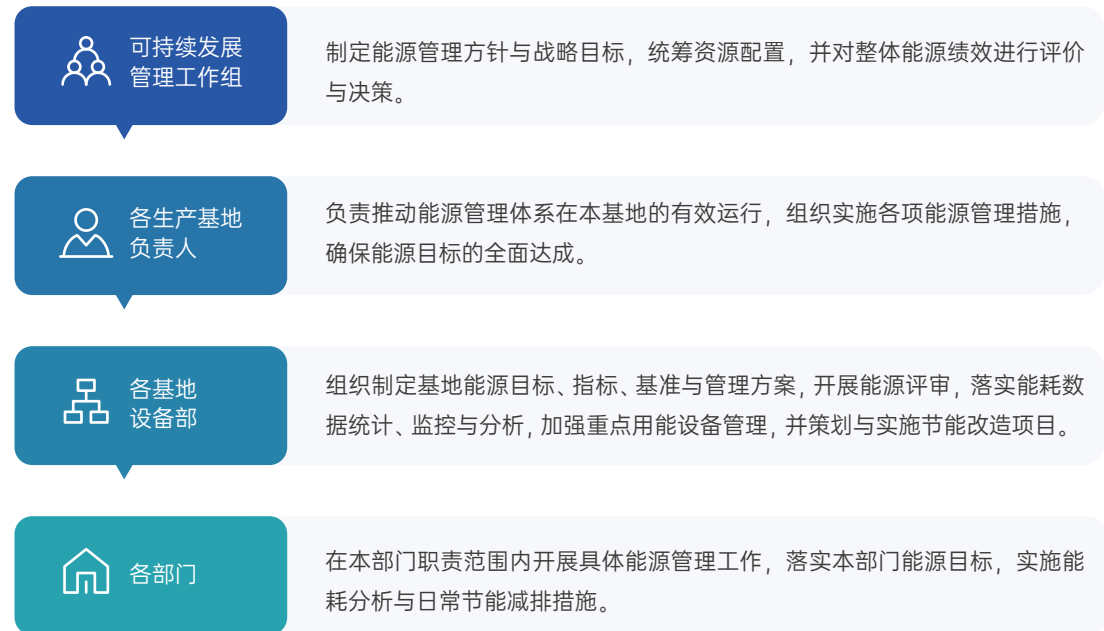 可持续发展
管理工作组
制定能源管理方针与战略目标，统筹资源配置，并对整体能源绩效进行评价
与决策。
各生产基地
负责人
负责推动能源管理体系在本基地的有效运行，组织实施各项能源管理措施，
确保能源目标的全面达成。
各基地
设备部
组织制定基地能源目标、指标、基准与管理方案，开展能源评审，落实能耗数
据统计、监控与分析，加强重点用能设备管理，并策划与实施节能改造项目。
各部门
在本部门职责范围内开展具体能源管理工作，落实本部门能源目标，实施能
耗分析与日常节能减排措施。